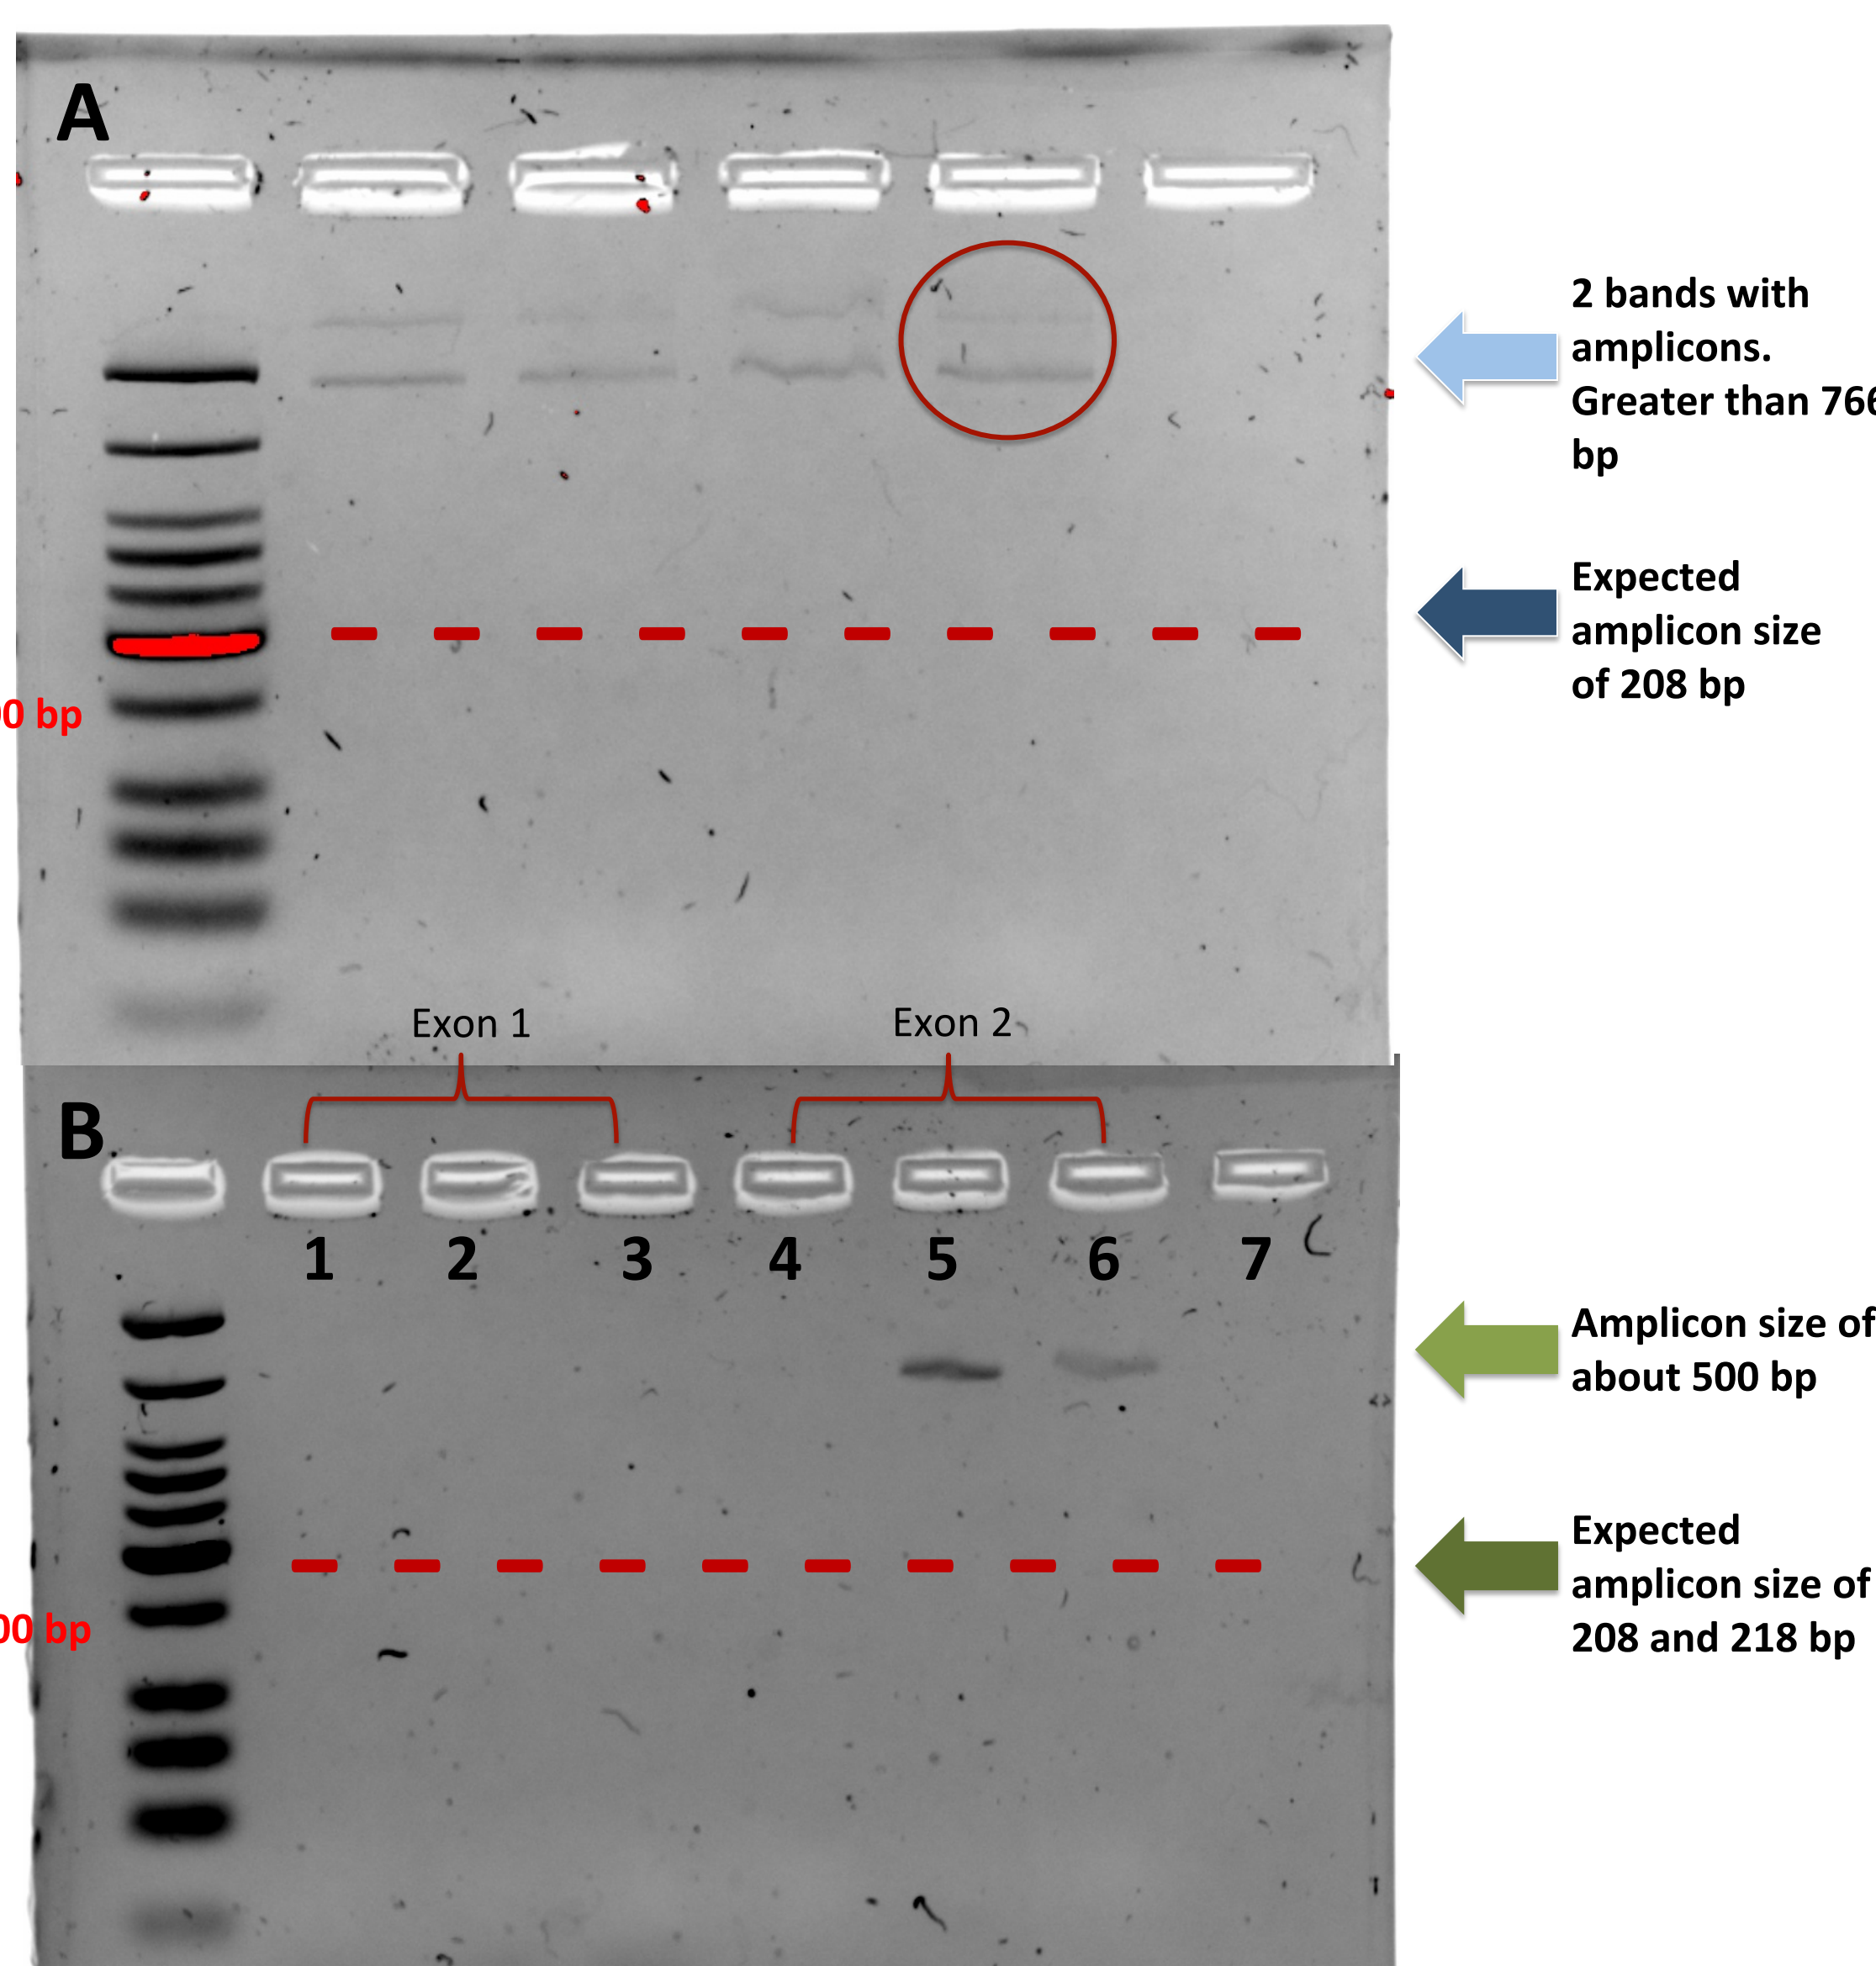 A
2 bands with
amplicons.
Greater than 766
bp
Expected
amplicon size
of 208 bp
0 bp
Exon 1
Exon 2
B
1 2 3 4 5 6 7
Amplicon size of
about 500 bp
Expected
amplicon size of
208 and 218 bp
00 bp